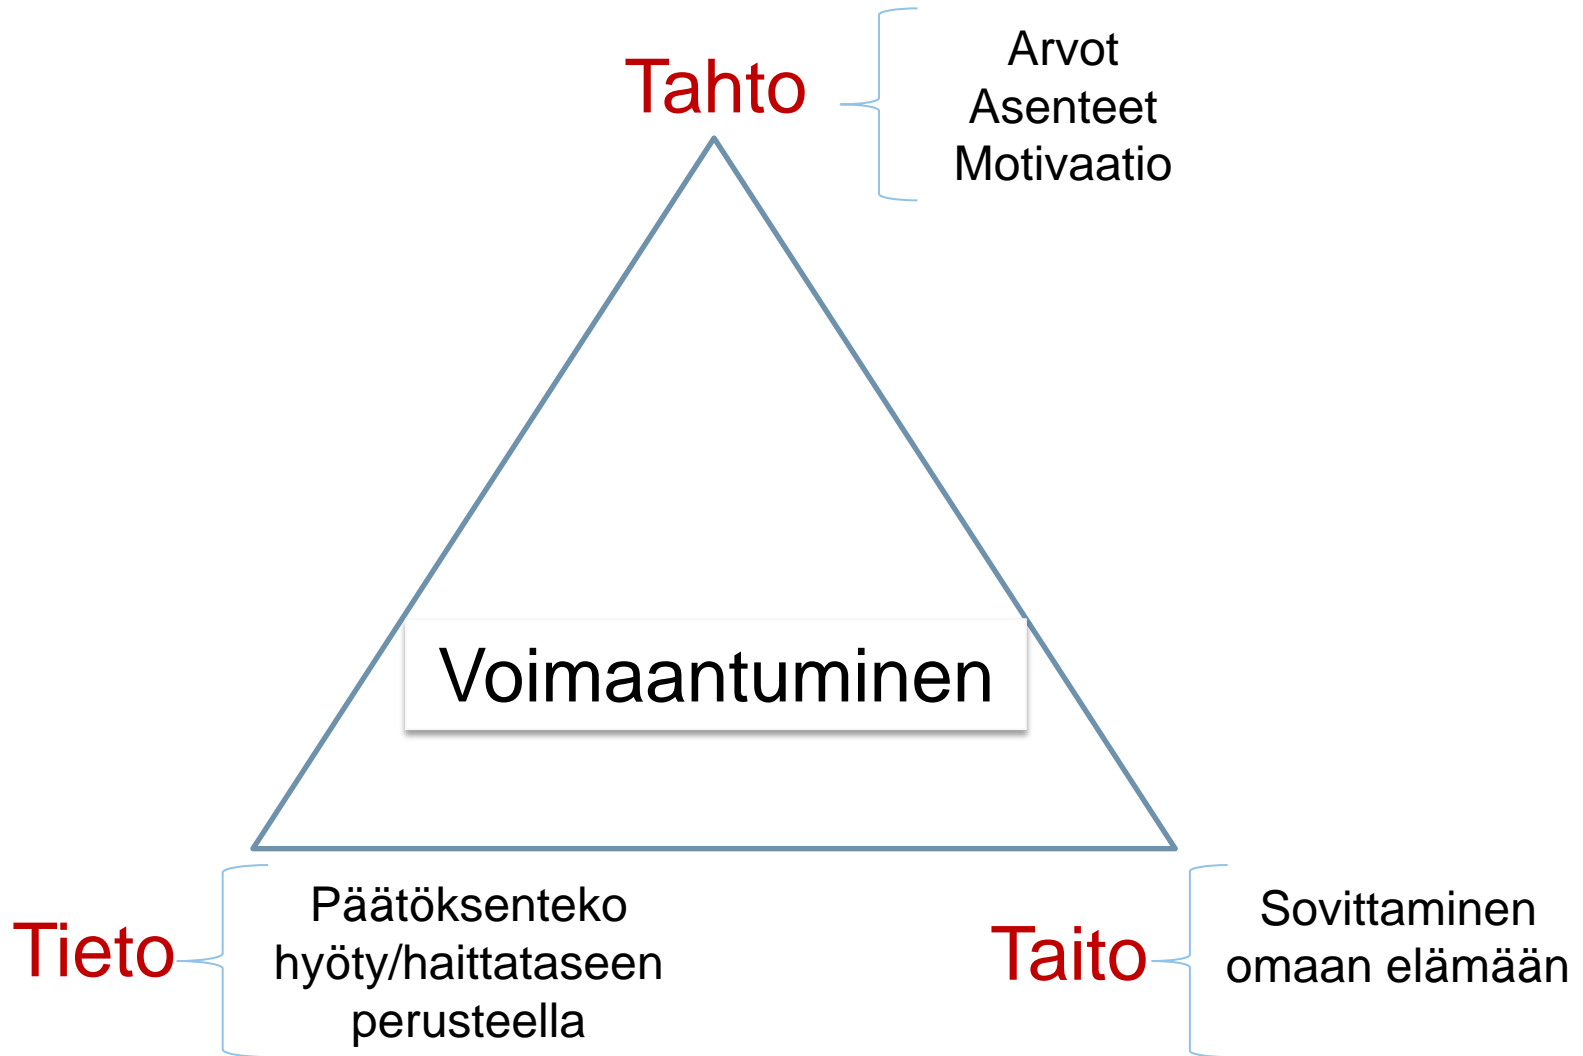 Tahto
Arvot
Asenteet
Motivaatio
Voimaantuminen
Tieto
Päätöksenteko
hyöty/haittataseen
perusteella
Taito
Sovittaminen
omaan elämään